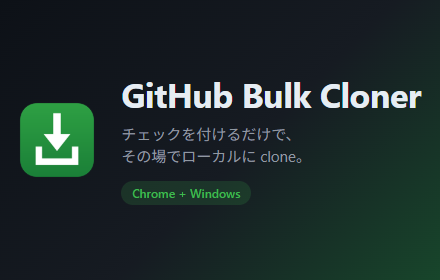 GitHub Bulk Cloner
チェックを付けるだけで、
その場でローカルに clone。
Chrome + Windows